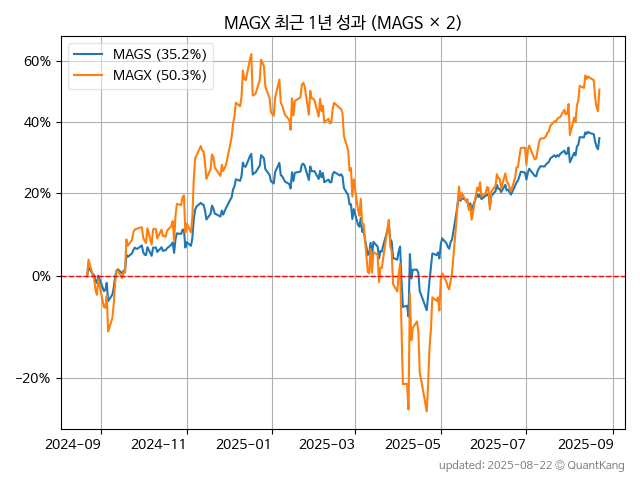 MAGX 최근 1년 성과 (MAGS × 2)
MAGS (35.2%)
MAGX (50.3%)
60%
40%
20%
0%
−20%
2024-09 2024-11 2025-01 2025-03 2025-05 2025-07 2025-09
updated: 2025-08-22 © QuantKang